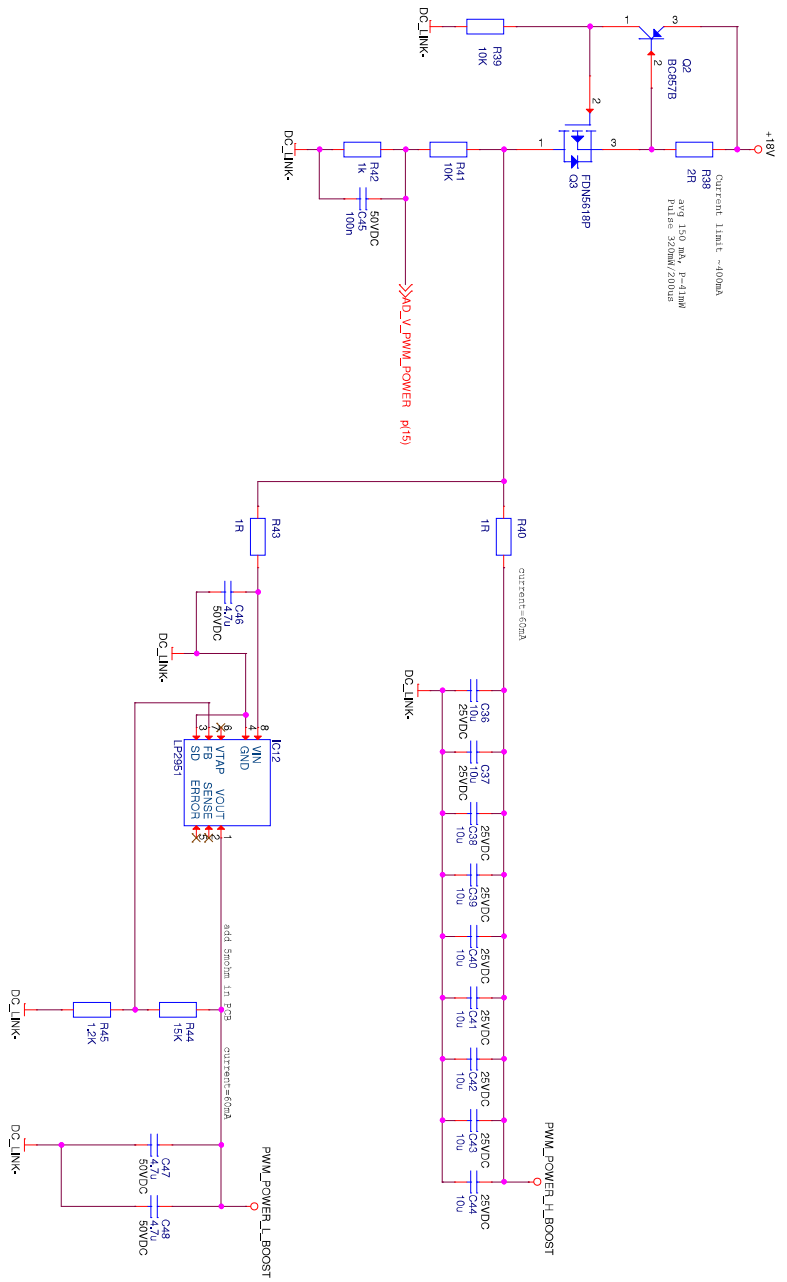 +18V
R38
2R
Current limit ~400mA
avg 150 mA, P=41mW
Pulse 320mW/200us
Q2
BC857B
1
3
2
R39
10K
DC_LINK-
2
1
3
Q3
FDN5618P
R41
10K
R42
1k
C45
100n
50VDC
DC_LINK-
AD_V_PWM_POWER p(15)
R40
1R
current=60mA
DC_LINK-
C36
10u
25VDC
C37
10u
25VDC
C38
10u
25VDC
C39
10u
25VDC
C40
10u
25VDC
C41
10u
25VDC
C42
10u
25VDC
C43
10u
25VDC
C44
10u
25VDC
PWM_POWER_H_BOOST
R43
1R
C46
4.7u
50VDC
DC_LINK-
IC12
LP2951
8
VIN
4
GND
6
VTAP
7
FB
3
SD
VOUT
1
SENSE
2
ERROR
5
add 5mohm in PCB
current=60mA
R44
15K
R45
1.2K
DC_LINK-
C47
4.7u
50VDC
C48
4.7u
50VDC
DC_LINK-
PWM_POWER_L_BOOST